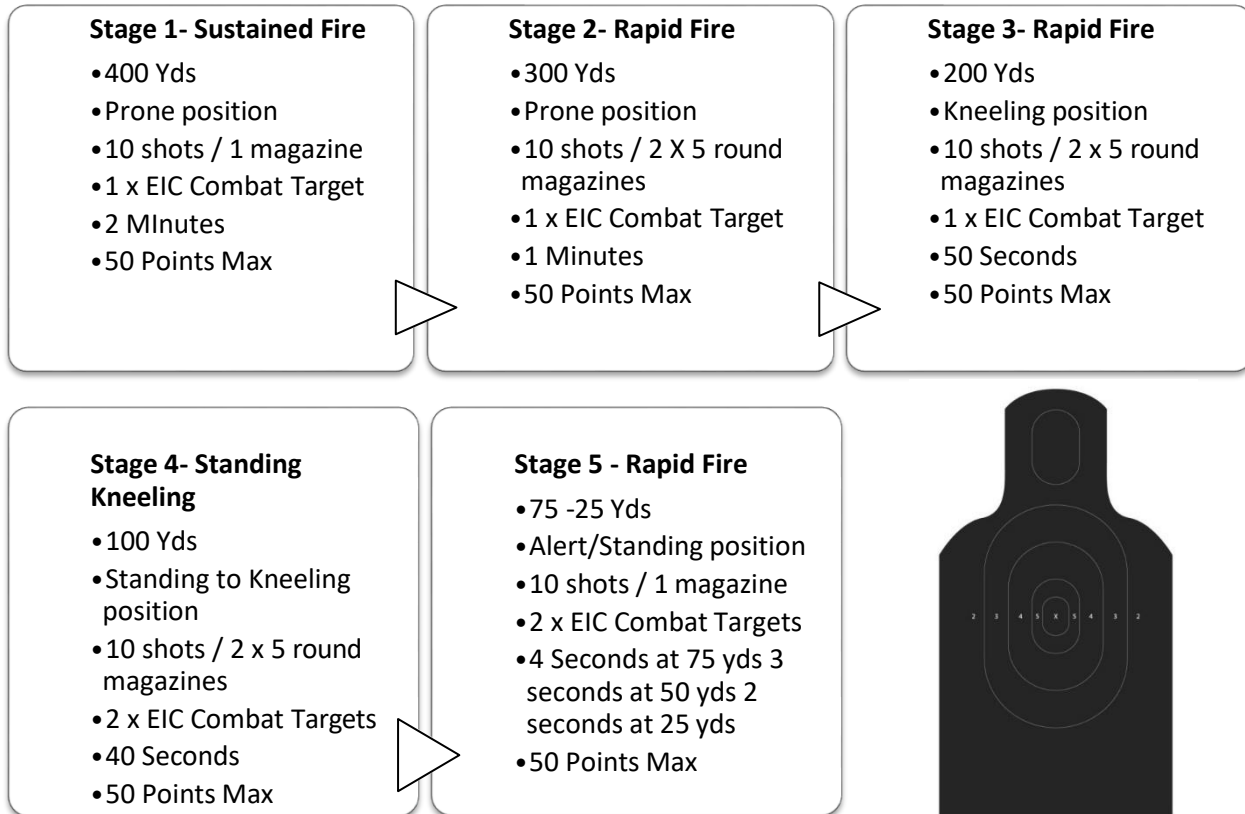 Stage 1- Sustained Fire
•400 Yds
•Prone position
•10 shots / 1 magazine
•1 x EIC Combat Target
•2 MInutes
•50 Points Max
Stage 2- Rapid Fire
•300 Yds
•Prone position
•10 shots / 2 X 5 round
magazines
•1 x EIC Combat Target
•1 Minutes
•50 Points Max
Stage 3- Rapid Fire
•200 Yds
•Kneeling position
•10 shots / 2 x 5 round
magazines
•1 x EIC Combat Target
•50 Seconds
•50 Points Max
Stage 4- Standing
Kneeling
•100 Yds
•Standing to Kneeling
position
•10 shots / 2 x 5 round
magazines
•2 x EIC Combat Targets
•40 Seconds
•50 Points Max
Stage 5 - Rapid Fire
•75 -25 Yds
•Alert/Standing position
•10 shots / 1 magazine
•2 x EIC Combat Targets
•4 Seconds at 75 yds 3
seconds at 50 yds 2
seconds at 25 yds
•50 Points Max
2 3 4 5 X 5 4 3 2